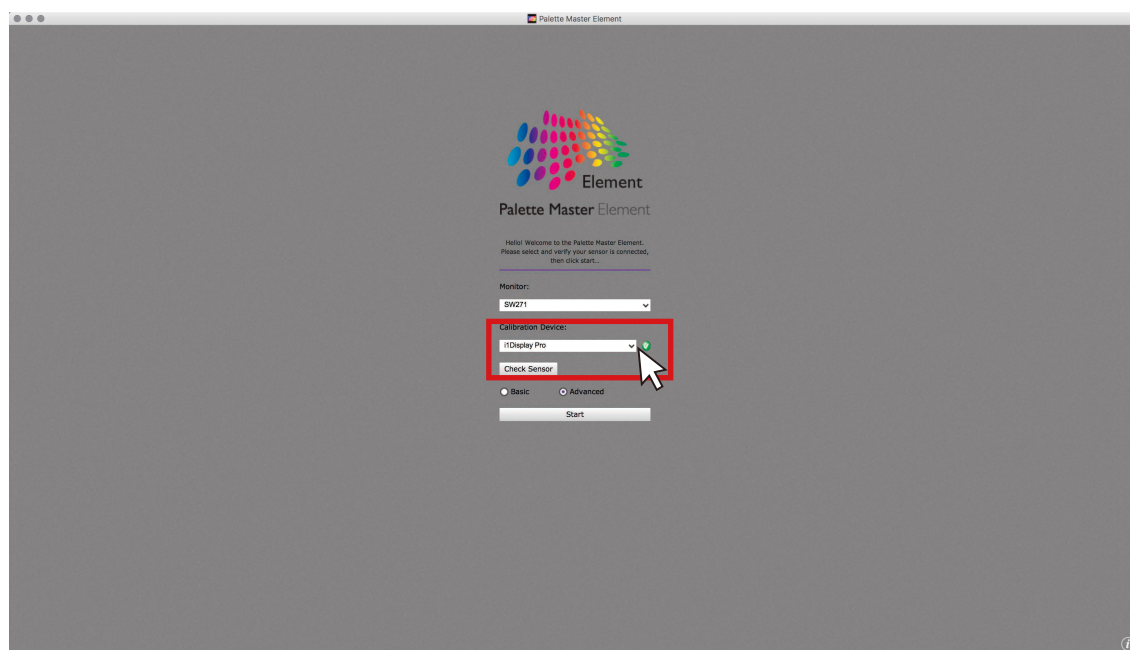 Palette Master Element
Element
Palette Master Element
Hello! Welcome to the Palette Master Element.
Please select and verify your sensor is connected,
then click start...
Monitor:
SW271
Calibration Device:
i1Display Pro
Check Sensor
Basic
Advanced
Start
i